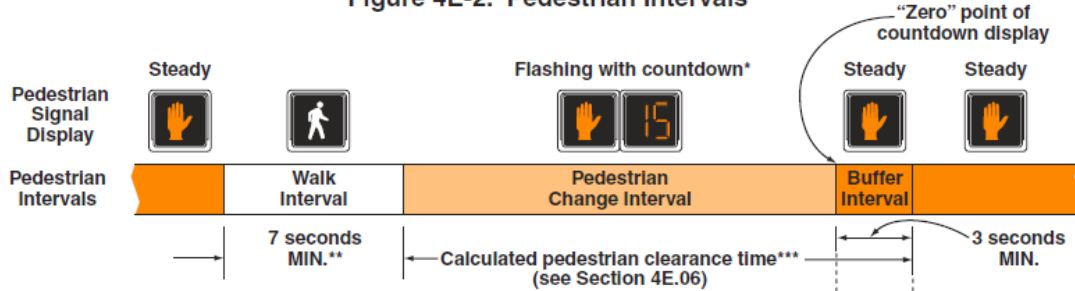 Figure 4E-2. Pedestrian Intervals
“Zero” point of
countdown display
Steady
Flashing with countdown*
Steady
Steady
Pedestrian
Signal
Display
15
Pedestrian
Intervals
Walk
Interval
Pedestrian
Change Interval
Buffer
Interval
7 seconds
MIN.**
Calculated pedestrian clearance time***
(see Section 4E.06)
3 seconds
MIN.